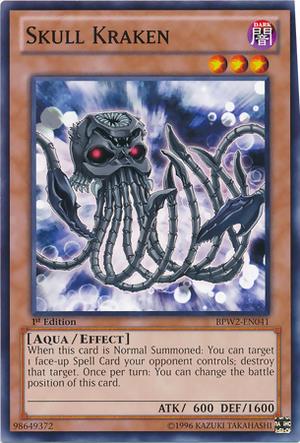 Skull Kraken
DARK
闇
1st Edition
BPW2-EN041
[Aqua / Effect]
When this card is Normal Summoned: You can target
1 face-up Spell Card your opponent controls; destroy
that target. Once per turn: You can change the battle
position of this card.
ATK/ 600 DEF/1600
98649372
©1996 KAZUKI TAKAHASHI